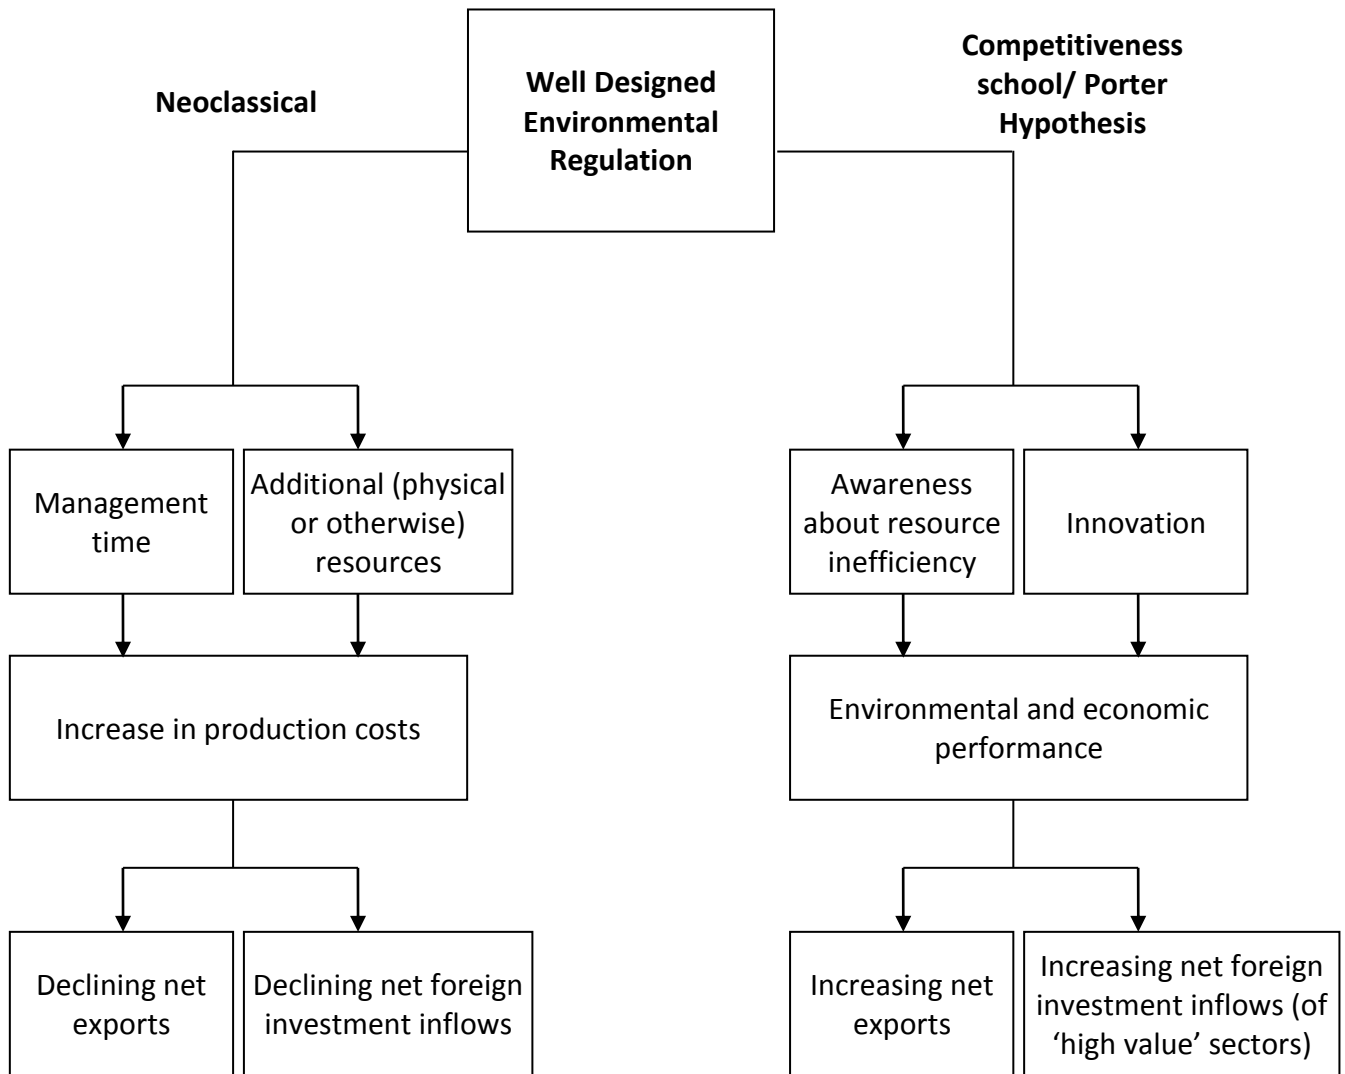 Neoclassical
Well Designed
Environmental
Regulation
Competitiveness
school/ Porter
Hypothesis
Management
time
Additional (physical
or otherwise)
resources
Awareness
about resource
inefficiency
Innovation
Increase in production costs
Environmental and economic
performance
Declining net
exports
Declining net foreign
investment inflows
Increasing net
exports
Increasing net foreign
investment inflows (of
‘high value’ sectors)